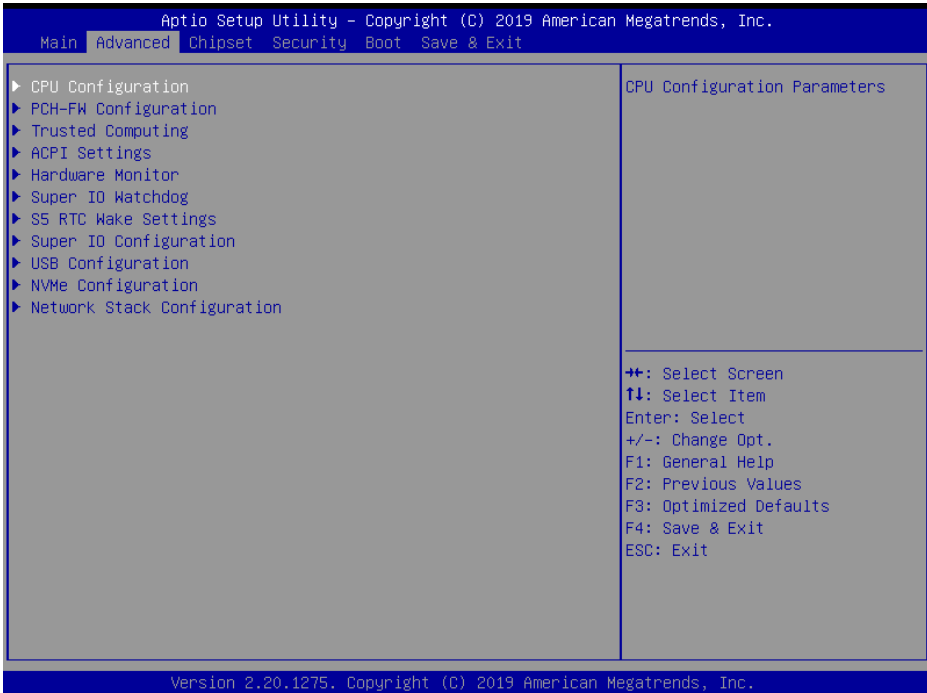 Aptio Setup Utility – Copyright (C) 2019 American Megatrends, Inc.
Main Advanced Chipset Security Boot Save & Exit
▶ CPU Configuration
▶ PCH-FW Configuration
▶ Trusted Computing
▶ ACPI Settings
▶ Hardware Monitor
▶ Super IO Watchdog
▶ S5 RTC Wake Settings
▶ Super IO Configuration
▶ USB Configuration
▶ NVMe Configuration
▶ Network Stack Configuration
CPU Configuration Parameters
→←: Select Screen
↑↓: Select Item
Enter: Select
+/-: Change Opt.
F1: General Help
F2: Previous Values
F3: Optimized Defaults
F4: Save & Exit
ESC: Exit
Version 2.20.1275. Copyright (C) 2019 American Megatrends, Inc.